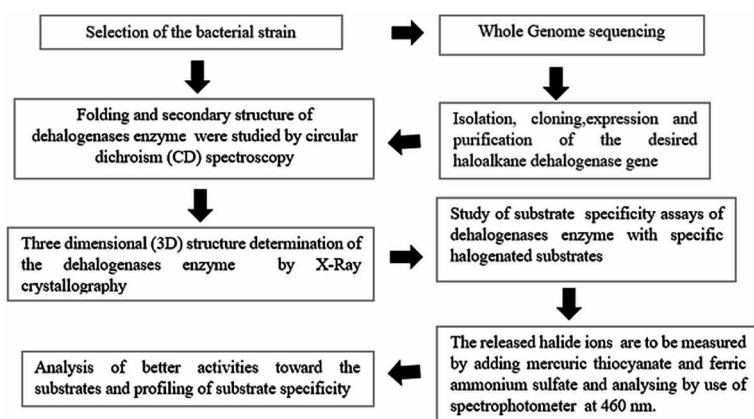 Selection of the bacterial strain
Whole Genome sequencing
Folding and secondary structure of
dehalogenases enzyme were studied by circular
dichroism (CD) spectroscopy
Isolation, cloning,expression and
purification of the desired
haloalkane dehalogenase gene
Three dimensional (3D) structure determination of
the dehalogenases enzyme by X-Ray
crystallography
Study of substrate specificity assays of
dehalogenases enzyme with specific
halogenated substrates
The released halide ions are to be measured
by adding mercuric thiocyanate and ferric
ammonium sulfate and analysing by use of
spectrophotometer at 460 nm.
Analysis of better activities toward the
substrates and profiling of substrate specificity